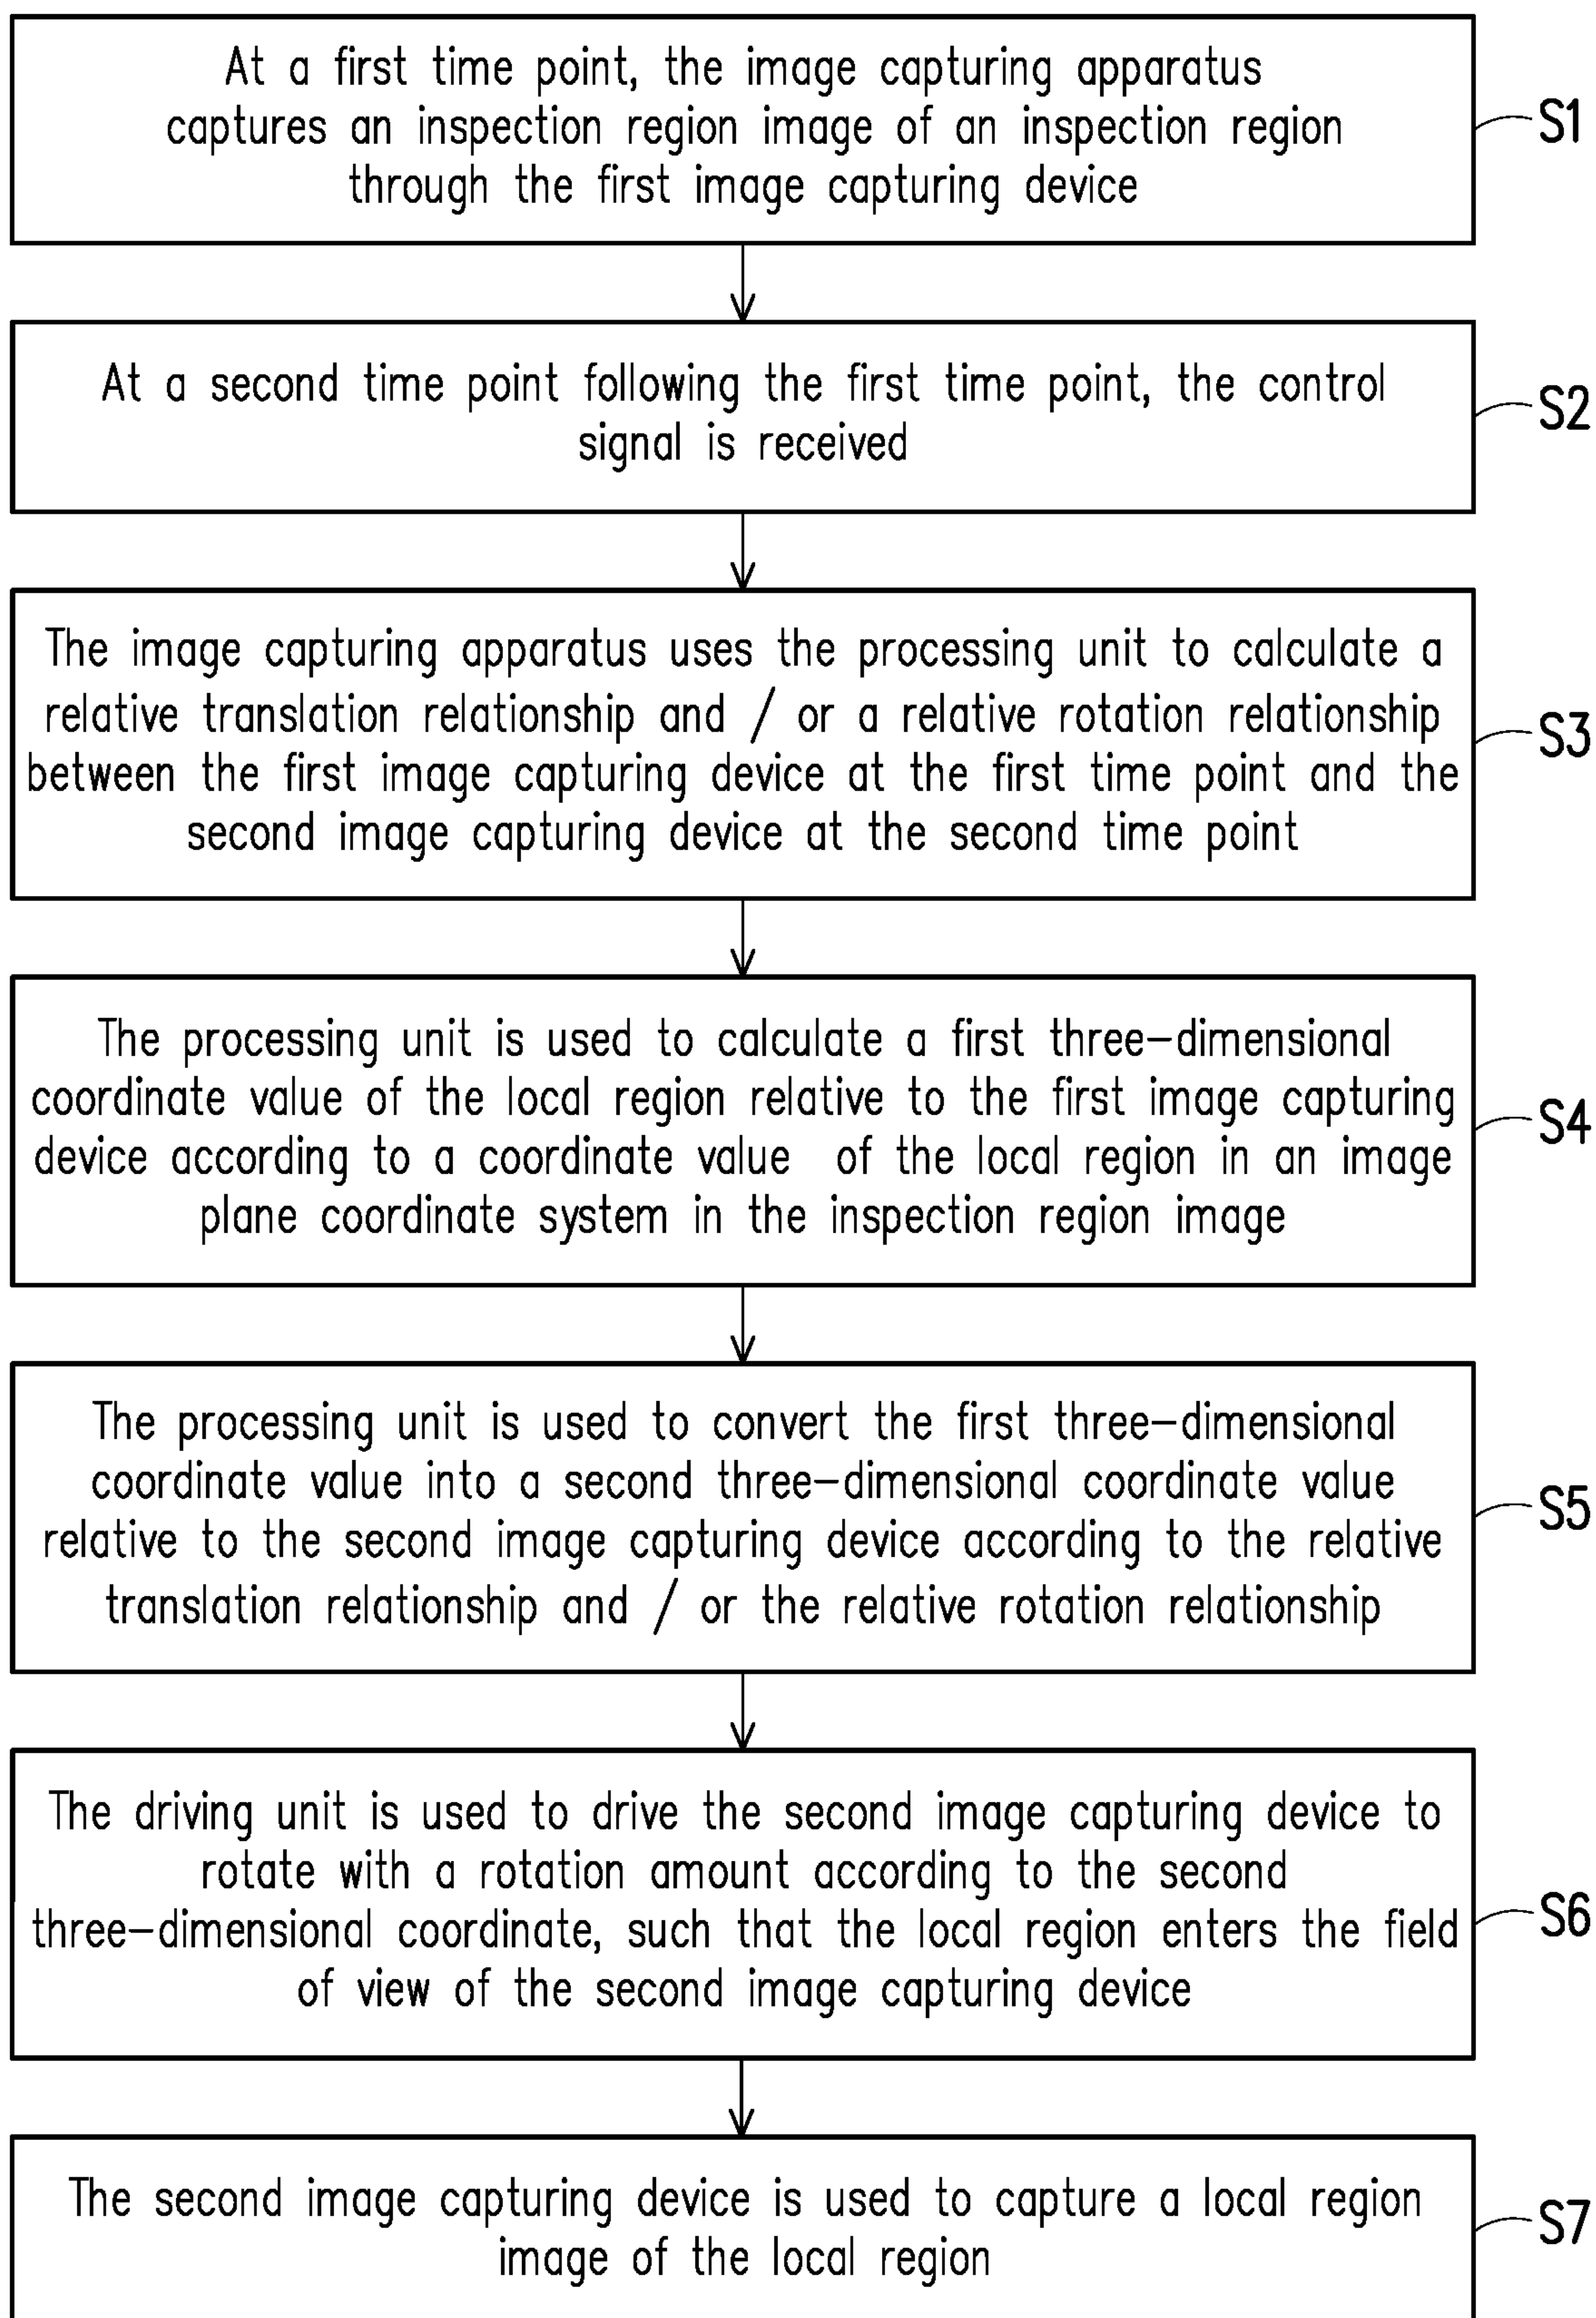 At a first time point, the image capturing apparatus
captures an inspection region image of an inspection region
through the first image capturing device
S1
At a second time point following the first time point, the control
signal is received
S2
The image capturing apparatus uses the processing unit to calculate a
relative translation relationship and / or a relative rotation relationship
between the first image capturing device at the first time point and the
second image capturing device at the second time point
S3
The processing unit is used to calculate a first three-dimensional
coordinate value of the local region relative to the first image capturing
device according to a coordinate value of the local region in an image
plane coordinate system in the inspection region image
S4
The processing unit is used to convert the first three-dimensional
coordinate value into a second three-dimensional coordinate value
relative to the second image capturing device according to the relative
translation relationship and / or the relative rotation relationship
S5
The driving unit is used to drive the second image capturing device to
rotate with a rotation amount according to the second
three-dimensional coordinate, such that the local region enters the field
of view of the second image capturing device
S6
The second image capturing device is used to capture a local region
image of the local region
S7